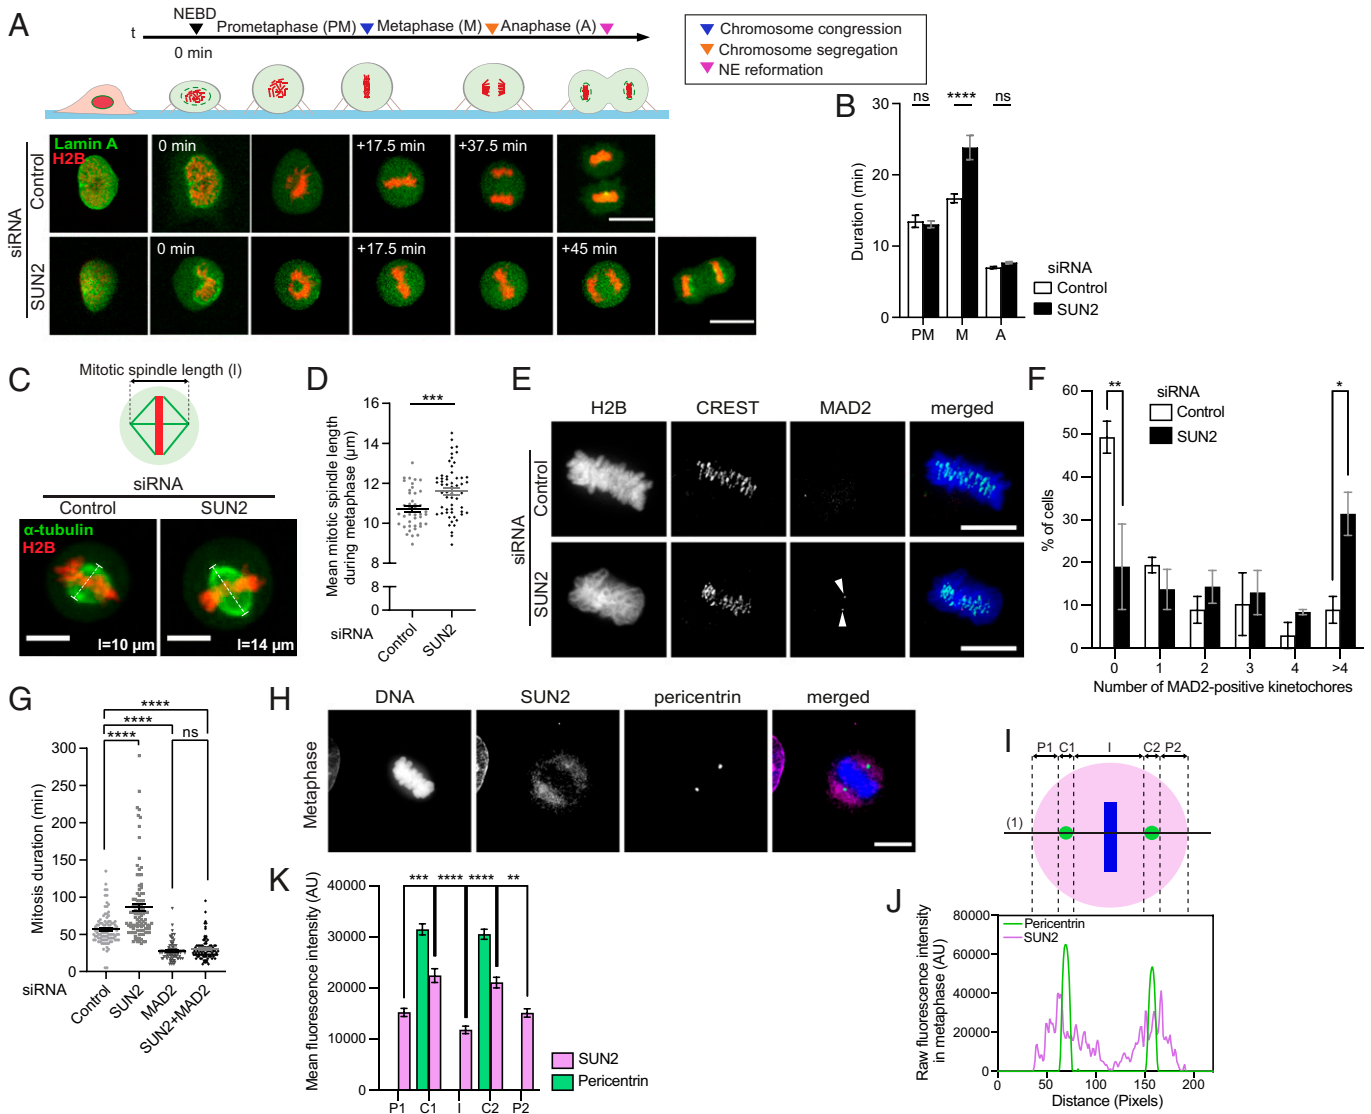 A
NEBD
t
Prometaphase (PM)
Metaphase (M)
Anaphase (A)
0 min
Chromosome congression
Chromosome segregation
NE reformation
siRNA
Control
Lamin A
H2B
0 min
+17.5 min
+37.5 min
SUN2
0 min
+17.5 min
+45 min
B
ns
****
ns
Duration (min)
30
20
10
0
PM
M
A
siRNA
Control
SUN2
C
Mitotic spindle length (l)
siRNA
Control
SUN2
α-tubulin
H2B
l=10 µm
l=14 µm
D
Mean mitotic spindle length
during metaphase (µm)
***
16
14
12
10
8
8
0
siRNA
Control
SUN2
E
H2B
CREST
MAD2
merged
siRNA
Control
SUN2
F
% of cells
60
50
40
30
20
10
0
**
*
siRNA
Control
SUN2
0
1
2
3
4
>4
Number of MAD2-positive kinetochores
G
Mitosis duration (min)
****
****
****
ns
300
250
200
150
100
50
0
siRNA
Control
SUN2
MAD2
SUN2+MAD2
H
DNA
SUN2
pericentrin
merged
Metaphase
I
P1
C1
I
C2
P2
(1)
J
Raw fluorescence intensity
in metaphase (AU)
80000
60000
40000
20000
0
Pericentrin
SUN2
0
50
100
150
200
Distance (Pixels)
K
Mean fluorescence intensity (AU)
40000
30000
20000
10000
0
***
****
****
**
P1
C1
I
C2
P2
SUN2
Pericentrin